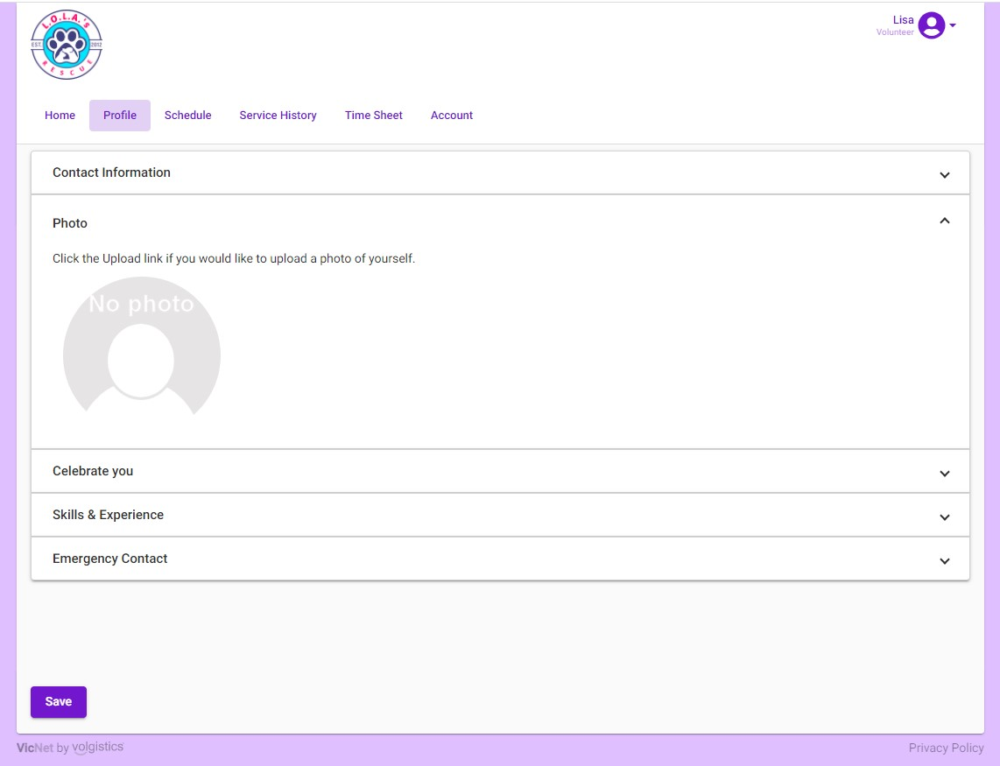 L.O.L.A.'s
EST. 2012
RESCUE
Lisa
Volunteer
Home Profile Schedule Service History Time Sheet Account
Contact Information
Photo
Click the Upload link if you would like to upload a photo of yourself.
No photo
Celebrate you
Skills & Experience
Emergency Contact
Save
VicNet by volgistics
Privacy Policy